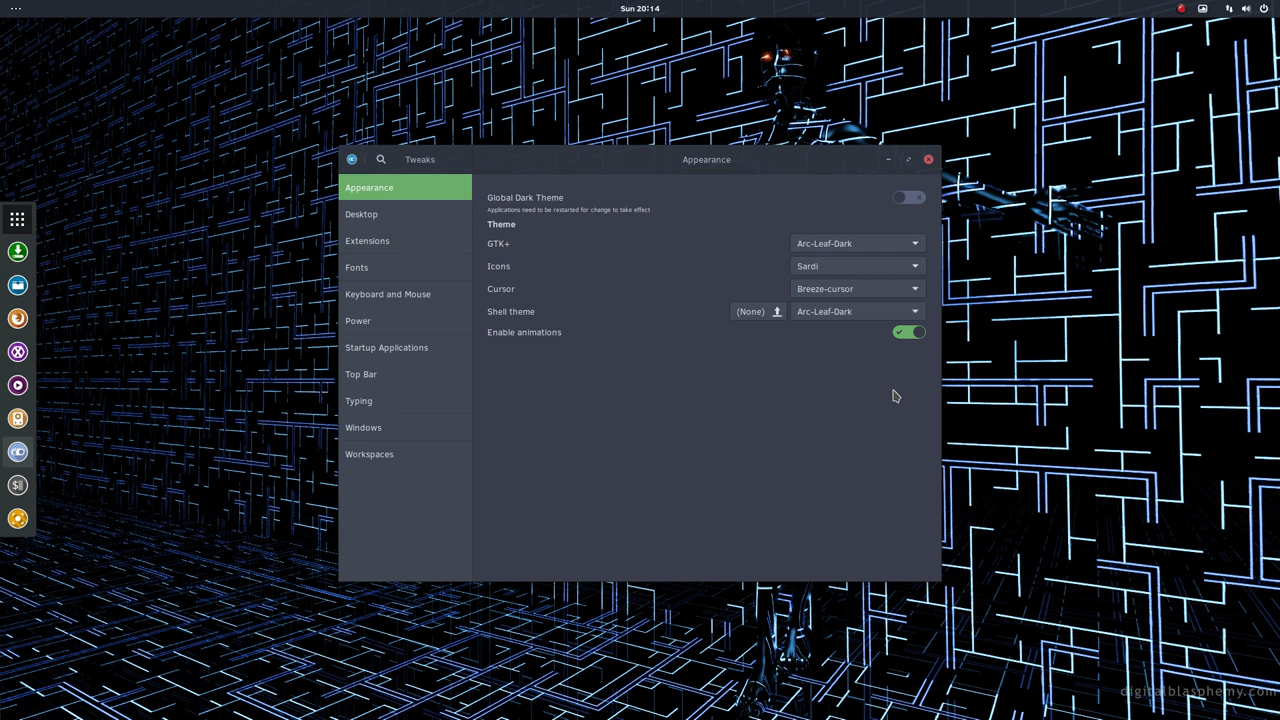 Sun 20:14
Tweaks
Appearance
Appearance
Desktop
Extensions
Fonts
Keyboard and Mouse
Power
Startup Applications
Top Bar
Typing
Windows
Workspaces
Global Dark Theme
Applications need to be restarted for change to take effect
Theme
GTK+ Arc-Leaf-Dark
Icons Sardi
Cursor Breeze-cursor
Shell theme (None) Arc-Leaf-Dark
Enable animations
$
digitalblasphemy.com